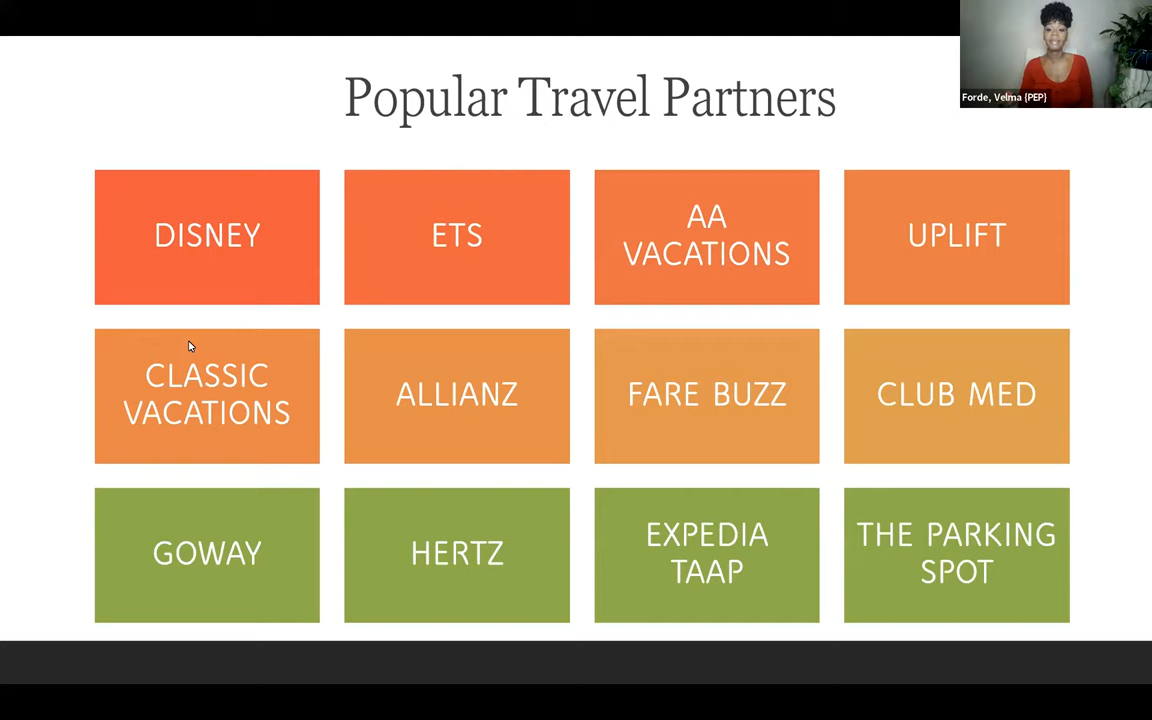 Popular Travel Partners
Forde, Velma {PEP}
DISNEY
ETS
AA
VACATIONS
UPLIFT
CLASSIC
VACATIONS
ALLIANZ
FARE BUZZ
CLUB MED
GOWAY
HERTZ
EXPEDIA
TAAP
THE PARKING
SPOT